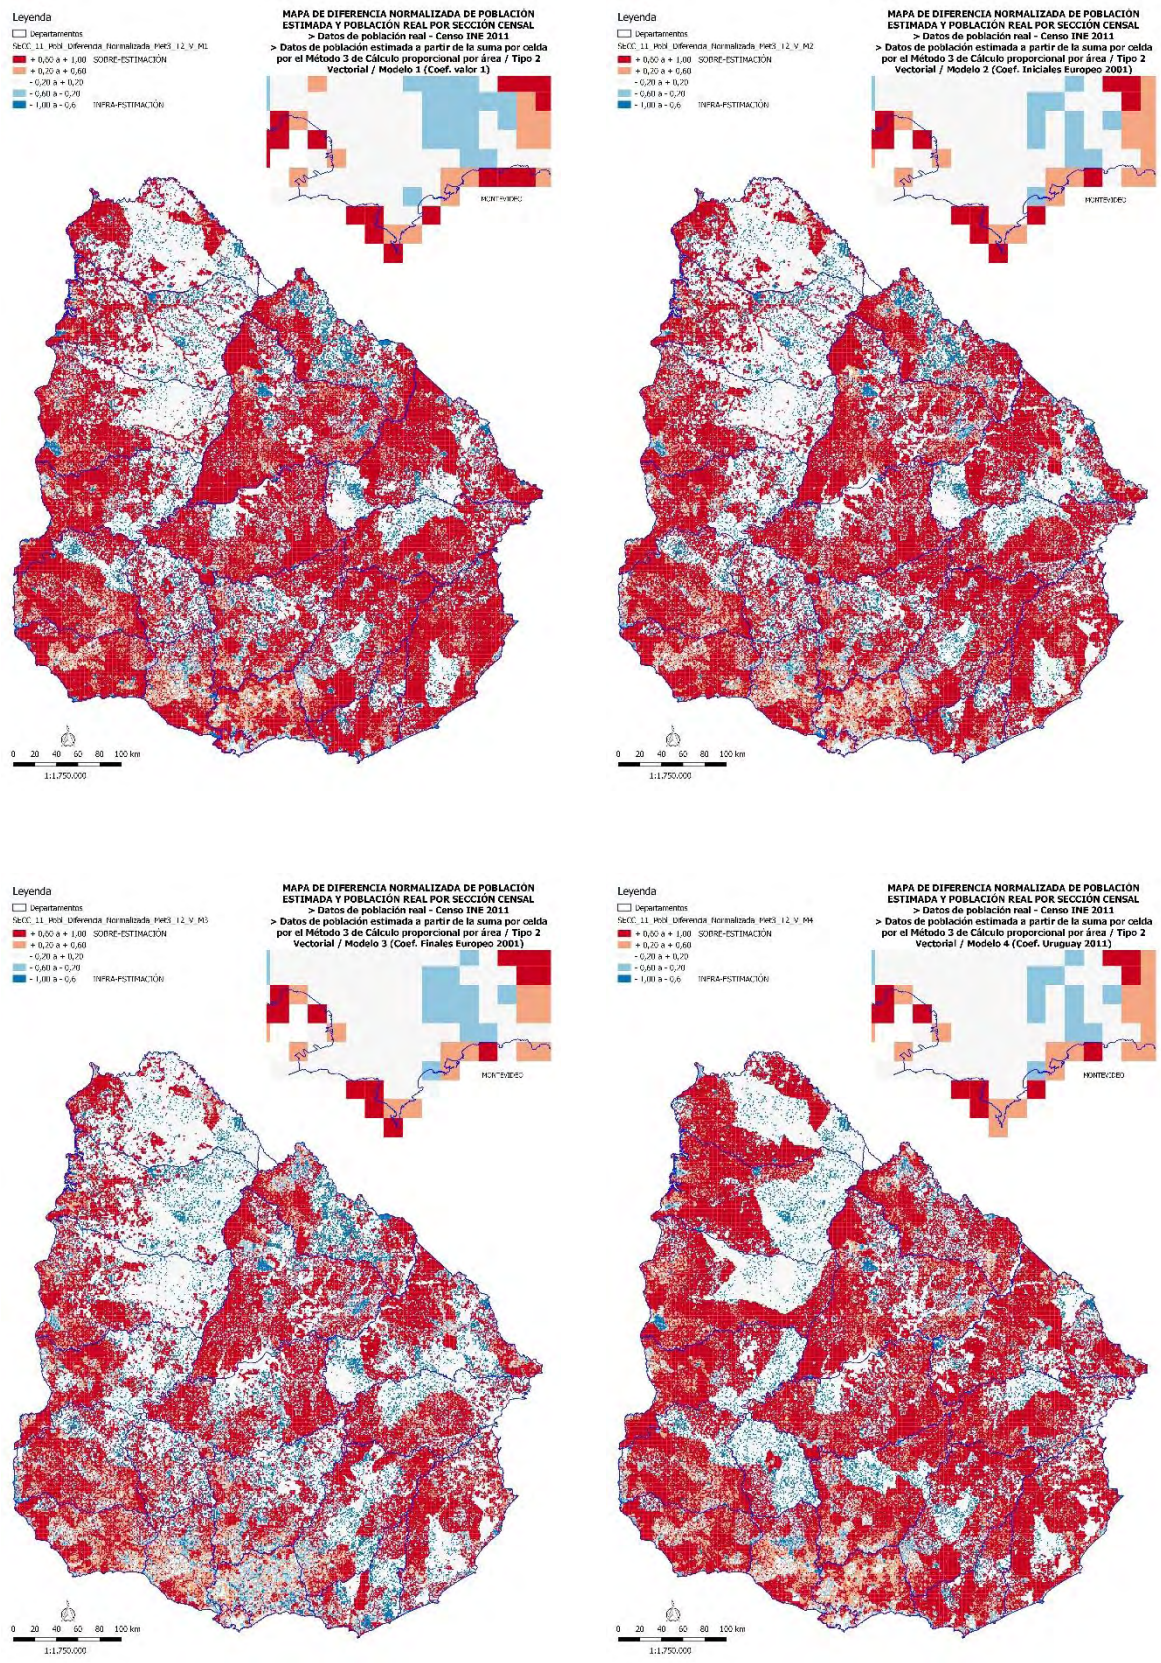 Leyenda
Departamentos
SECC_11_Pobl_Diferencia_Normalizada_Met3_T2_V_M1
+ 0,60 a + 1,00 SOBRE-ESTIMACIÓN
+ 0,20 a + 0,60
- 0,20 a + 0,20
- 0,60 a - 0,20
- 1,00 a - 0,6 INFRA-ESTIMACIÓN
MAPA DE DIFERENCIA NORMALIZADA DE POBLACIÓN
ESTIMADA Y POBLACIÓN REAL POR SECCIÓN CENSAL
> Datos de población real - Censo INE 2011
> Datos de población estimada a partir de la suma por celda
por el Método 3 de Cálculo proporcional por área / Tipo 2
Vectorial / Modelo 1 (Coef. valor 1)
MONTEVIDEO
0 20 40 60 80 100 km
1:1.750.000
Leyenda
Departamentos
SECC_11_Pobl_Diferencia_Normalizada_Met3_T2_V_M2
+ 0,60 a + 1,00 SOBRE-ESTIMACIÓN
+ 0,20 a + 0,60
- 0,20 a + 0,20
- 0,60 a - 0,20
- 1,00 a - 0,6 INFRA-ESTIMACIÓN
MAPA DE DIFERENCIA NORMALIZADA DE POBLACIÓN
ESTIMADA Y POBLACIÓN REAL POR SECCIÓN CENSAL
> Datos de población real - Censo INE 2011
> Datos de población estimada a partir de la suma por celda
por el Método 3 de Cálculo proporcional por área / Tipo 2
Vectorial / Modelo 2 (Coef. Iniciales Europeo 2001)
MONTEVIDEO
0 20 40 60 80 100 km
1:1.750.000
Leyenda
Departamentos
SECC_11_Pobl_Diferencia_Normalizada_Met3_T2_V_M3
+ 0,60 a + 1,00 SOBRE-ESTIMACIÓN
+ 0,20 a + 0,60
- 0,20 a + 0,20
- 0,60 a - 0,20
- 1,00 a - 0,6 INFRA-ESTIMACIÓN
MAPA DE DIFERENCIA NORMALIZADA DE POBLACIÓN
ESTIMADA Y POBLACIÓN REAL POR SECCIÓN CENSAL
> Datos de población real - Censo INE 2011
> Datos de población estimada a partir de la suma por celda
por el Método 3 de Cálculo proporcional por área / Tipo 2
Vectorial / Modelo 3 (Coef. Finales Europeo 2001)
MONTEVIDEO
0 20 40 60 80 100 km
1:1.750.000
Leyenda
Departamentos
SECC_11_Pobl_Diferencia_Normalizada_Met3_T2_V_M4
+ 0,60 a + 1,00 SOBRE-ESTIMACIÓN
+ 0,20 a + 0,60
- 0,20 a + 0,20
- 0,60 a - 0,20
- 1,00 a - 0,6 INFRA-ESTIMACIÓN
MAPA DE DIFERENCIA NORMALIZADA DE POBLACIÓN
ESTIMADA Y POBLACIÓN REAL POR SECCIÓN CENSAL
> Datos de población real - Censo INE 2011
> Datos de población estimada a partir de la suma por celda
por el Método 3 de Cálculo proporcional por área / Tipo 2
Vectorial / Modelo 4 (Coef. Uruguay 2011)
MONTEVIDEO
0 20 40 60 80 100 km
1:1.750.000